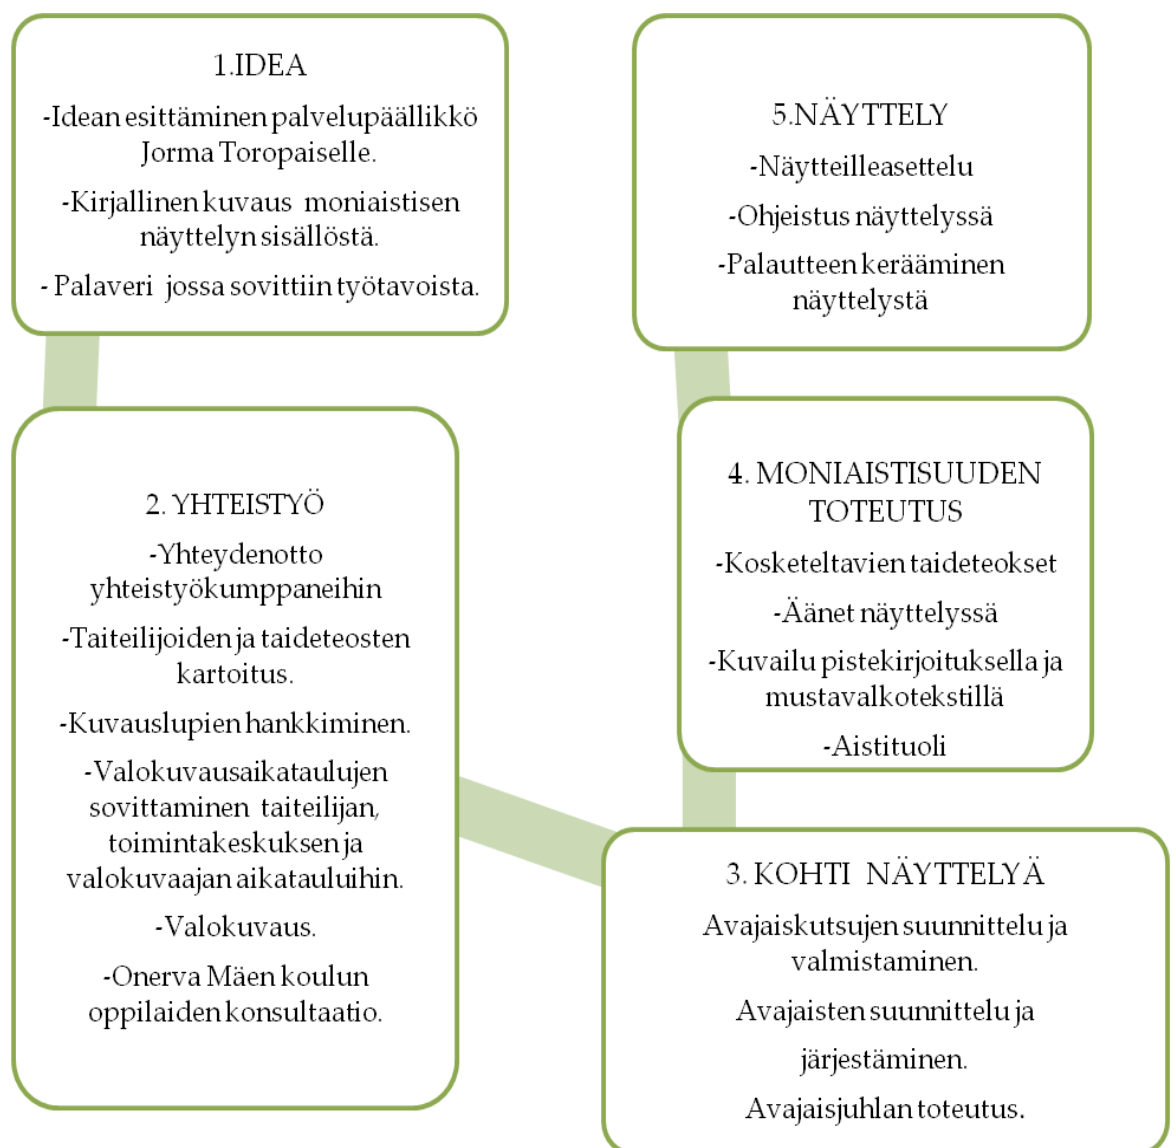 1.IDEA
-Idean esittäminen palvelupäällikkö
Jorma Toropaiselle.
-Kirjallinen kuvaus moniaistisen
näyttelyn sisällöstä.
- Palaveri jossa sovittiin työtavoista.
2. YHTEISTYÖ
-Yhteydenotto
yhteistyökumppaneihin
-Taiteilijoiden ja taideteosten
kartoitus.
-Kuvauslupien hankkiminen.
-Valokuvausaikataulujen
sovittaminen taiteilijan,
toimintakeskuksen ja
valokuvaajan aikatauluihin.
-Valokuvaus.
-Onerva Mäen koulun
oppilaiden konsultaatio.
3. KOHTI NÄYTTELYÄ
Avajaiskutsujen suunnittelu ja
valmistaminen.
Avajaisten suunnittelu ja
järjestäminen.
Avajaisjuhlan toteutus.
4. MONIAISTISUUDEN
TOTEUTUS
-Kosketeltavien taideteokset
-Äänet näyttelyssä
-Kuvailu pistekirjoituksella ja
mustavalkotekstillä
-Aistituoli
5.NÄYTTELY
-Näytteilleasettelu
-Ohjeistus näyttelyssä
-Palautteen kerääminen
näyttelystä